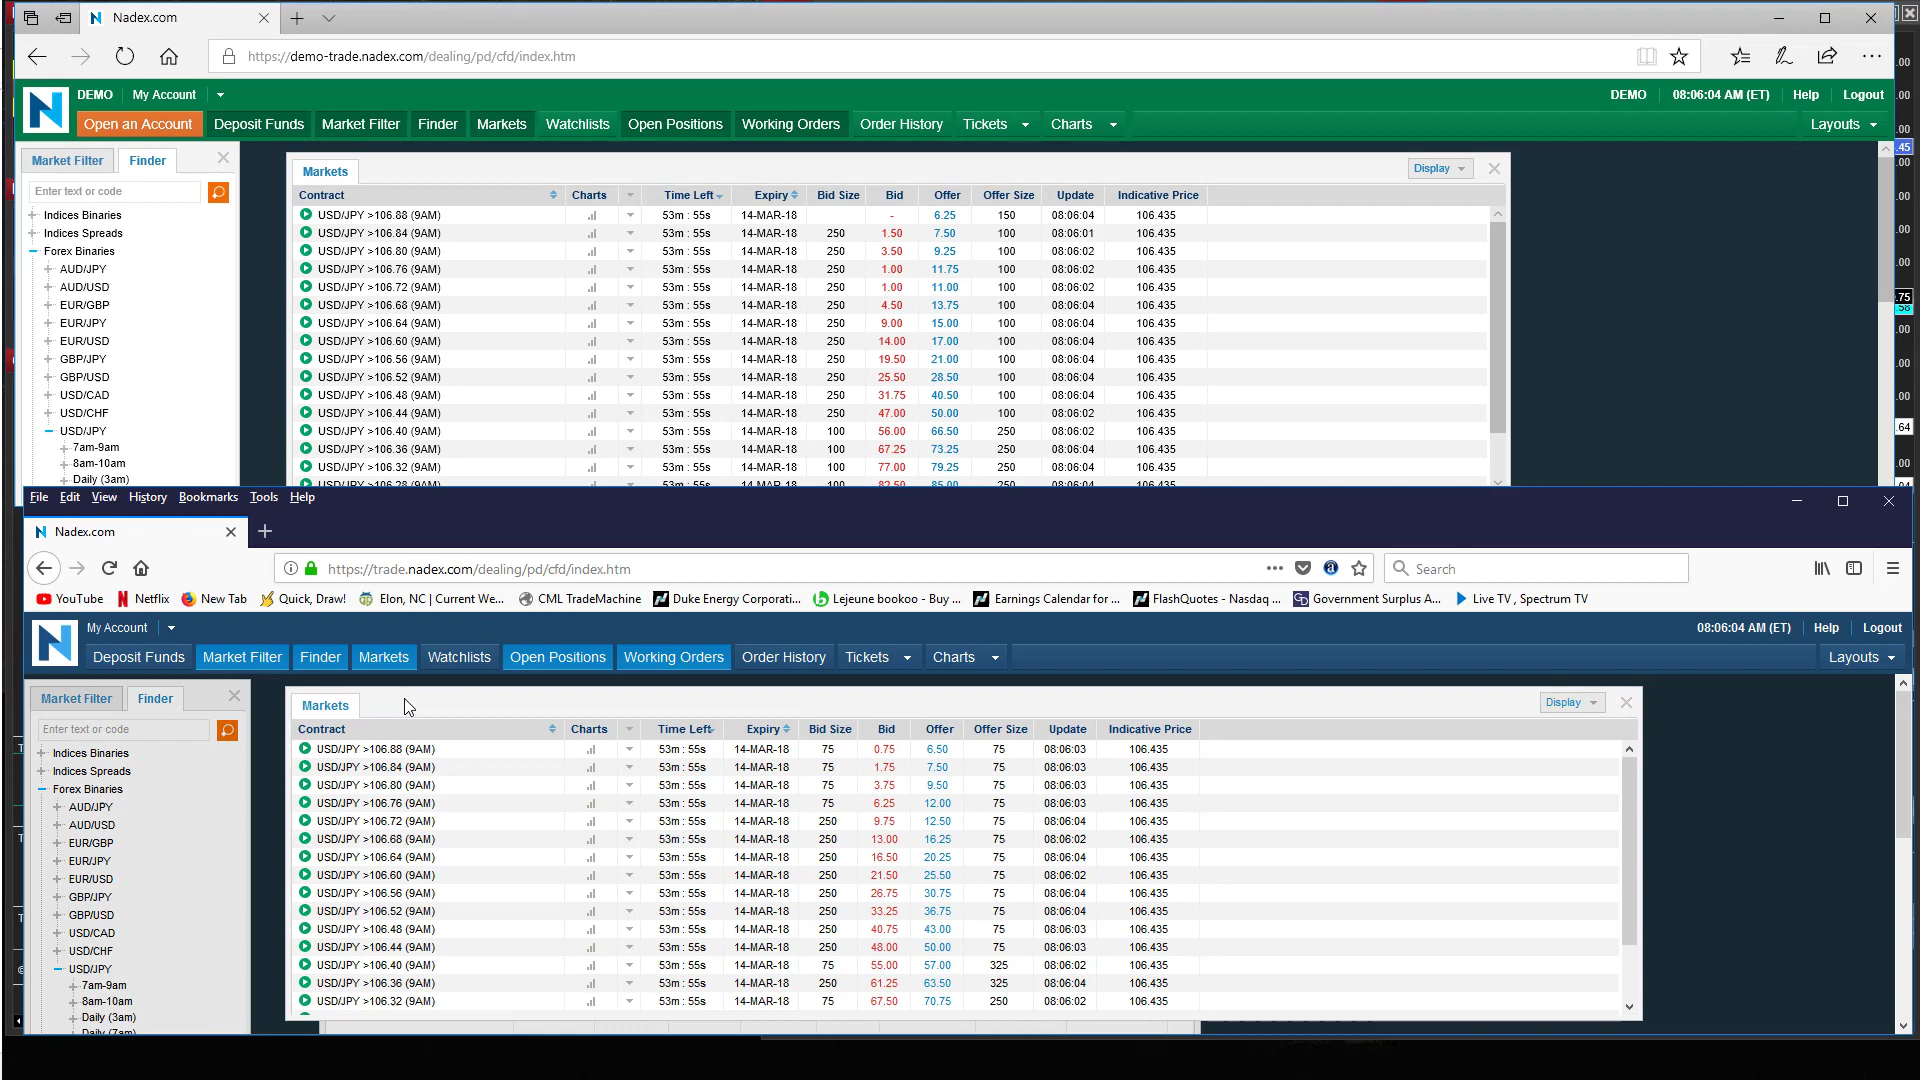 Nadex.com
https://demo-trade.nadex.com/dealing/pd/cfd/index.htm
DEMO My Account DEMO 08:06:04 AM (ET) Help Logout
Open an Account Deposit Funds Market Filter Finder Markets Watchlists Open Positions Working Orders Order History Tickets Charts Layouts
Market Filter Finder
Enter text or code
Indices Binaries
Indices Spreads
Forex Binaries
AUD/JPY
AUD/USD
EUR/GBP
EUR/JPY
EUR/USD
GBP/JPY
GBP/USD
USD/CAD
USD/CHF
USD/JPY
7am-9am
8am-10am
Daily (3am)
Markets Display
Contract Charts Time Left Expiry Bid Size Bid Offer Offer Size Update Indicative Price
USD/JPY >106.88 (9AM) 53m : 55s 14-MAR-18 - 6.25 150 08:06:04 106.435
USD/JPY >106.84 (9AM) 53m : 55s 14-MAR-18 250 1.50 7.50 100 08:06:01 106.435
USD/JPY >106.80 (9AM) 53m : 55s 14-MAR-18 250 3.50 9.25 100 08:06:02 106.435
USD/JPY >106.76 (9AM) 53m : 55s 14-MAR-18 250 1.00 11.75 100 08:06:02 106.435
USD/JPY >106.72 (9AM) 53m : 55s 14-MAR-18 250 1.00 11.00 100 08:06:02 106.435
USD/JPY >106.68 (9AM) 53m : 55s 14-MAR-18 250 4.50 13.75 100 08:06:04 106.435
USD/JPY >106.64 (9AM) 53m : 55s 14-MAR-18 250 9.00 15.00 100 08:06:04 106.435
USD/JPY >106.60 (9AM) 53m : 55s 14-MAR-18 250 14.00 17.00 100 08:06:04 106.435
USD/JPY >106.56 (9AM) 53m : 55s 14-MAR-18 250 19.50 21.00 100 08:06:04 106.435
USD/JPY >106.52 (9AM) 53m : 55s 14-MAR-18 250 25.50 28.50 100 08:06:04 106.435
USD/JPY >106.48 (9AM) 53m : 55s 14-MAR-18 250 31.75 40.50 100 08:06:04 106.435
USD/JPY >106.44 (9AM) 53m : 55s 14-MAR-18 250 47.00 50.00 100 08:06:02 106.435
USD/JPY >106.40 (9AM) 53m : 55s 14-MAR-18 100 56.00 66.50 250 08:06:02 106.435
USD/JPY >106.36 (9AM) 53m : 55s 14-MAR-18 100 67.25 73.25 250 08:06:04 106.435
USD/JPY >106.32 (9AM) 53m : 55s 14-MAR-18 100 77.00 79.25 250 08:06:04 106.435
USD/JPY >106.28 (9AM) 53m : 55s 14-MAR-18 100 82.50 85.00 250 08:06:04 106.435
File Edit View History Bookmarks Tools Help
Nadex.com
https://trade.nadex.com/dealing/pd/cfd/index.htm Search
YouTube Netflix New Tab Quick, Draw! Elon, NC | Current We... CML TradeMachine Duke Energy Corporati... Lejeune bookoo - Buy ... Earnings Calendar for ... FlashQuotes - Nasdaq ... Government Surplus A... Live TV , Spectrum TV
My Account 08:06:04 AM (ET) Help Logout
Deposit Funds Market Filter Finder Markets Watchlists Open Positions Working Orders Order History Tickets Charts Layouts
Market Filter Finder
Enter text or code
Indices Binaries
Indices Spreads
Forex Binaries
AUD/JPY
AUD/USD
EUR/GBP
EUR/JPY
EUR/USD
GBP/JPY
GBP/USD
USD/CAD
USD/CHF
USD/JPY
7am-9am
8am-10am
Daily (3am)
Daily (7am)
Markets Display
Contract Charts Time Left Expiry Bid Size Bid Offer Offer Size Update Indicative Price
USD/JPY >106.88 (9AM) 53m : 55s 14-MAR-18 75 0.75 6.50 75 08:06:03 106.435
USD/JPY >106.84 (9AM) 53m : 55s 14-MAR-18 75 1.75 7.50 75 08:06:03 106.435
USD/JPY >106.80 (9AM) 53m : 55s 14-MAR-18 75 3.75 9.50 75 08:06:03 106.435
USD/JPY >106.76 (9AM) 53m : 55s 14-MAR-18 75 6.25 12.00 75 08:06:03 106.435
USD/JPY >106.72 (9AM) 53m : 55s 14-MAR-18 250 9.75 12.50 75 08:06:04 106.435
USD/JPY >106.68 (9AM) 53m : 55s 14-MAR-18 250 13.00 16.25 75 08:06:02 106.435
USD/JPY >106.64 (9AM) 53m : 55s 14-MAR-18 250 16.50 20.25 75 08:06:04 106.435
USD/JPY >106.60 (9AM) 53m : 55s 14-MAR-18 250 21.50 25.50 75 08:06:02 106.435
USD/JPY >106.56 (9AM) 53m : 55s 14-MAR-18 250 26.75 30.75 75 08:06:04 106.435
USD/JPY >106.52 (9AM) 53m : 55s 14-MAR-18 250 33.25 36.75 75 08:06:04 106.435
USD/JPY >106.48 (9AM) 53m : 55s 14-MAR-18 250 40.75 43.00 75 08:06:03 106.435
USD/JPY >106.44 (9AM) 53m : 55s 14-MAR-18 250 48.00 50.00 75 08:06:03 106.435
USD/JPY >106.40 (9AM) 53m : 55s 14-MAR-18 75 55.00 57.00 325 08:06:02 106.435
USD/JPY >106.36 (9AM) 53m : 55s 14-MAR-18 250 61.25 63.50 325 08:06:04 106.435
USD/JPY >106.32 (9AM) 53m : 55s 14-MAR-18 75 67.50 70.75 250 08:06:02 106.435